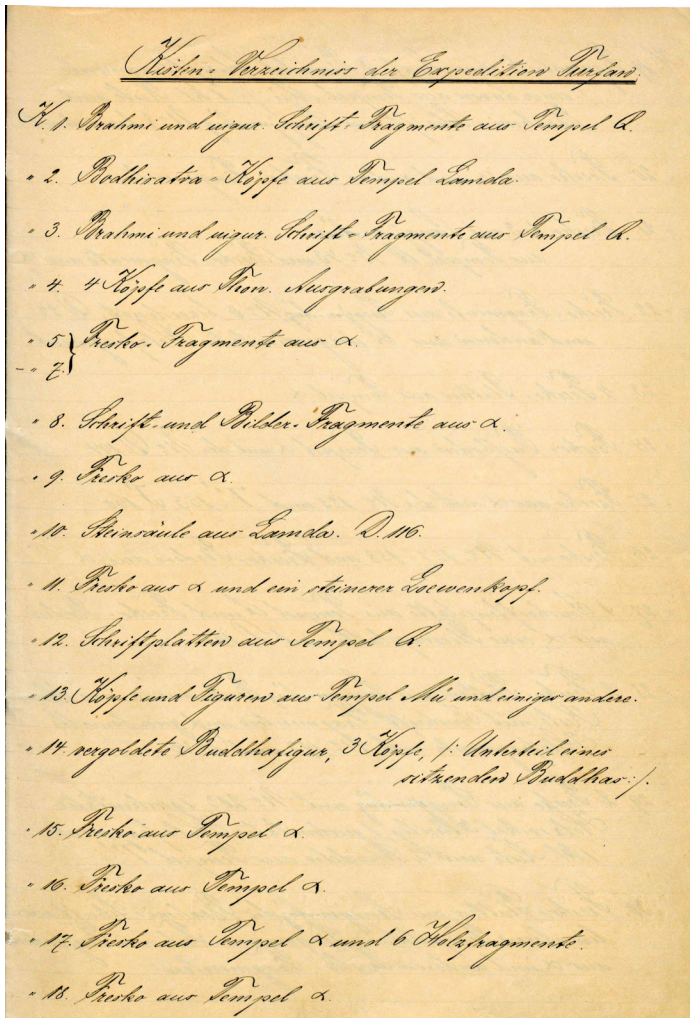 Kisten-Verzeichniss der Expedition Turfan.
K. 1. Brahmi und uigur. Schrift-Fragmente aus Tempel Q.
" 2. Bodhisatva-Köpfe aus Tempel Lamda.
" 3. Brahmi und uigur. Schrift-Fragmente aus Tempel Q.
" 4. 4 Köpfe aus Thon. Ausgrabungen.
" 5 } Fresko-Fragmente aus α.
– " 7.
" 8. Schrift- und Bilder-Fragmente aus α.
" 9. Fresko aus α.
" 10. Steinsäule aus Lamda. D. 116.
" 11. Fresko aus α und ein steinerer Loewenkopf.
" 12. Schriftplatten aus Tempel Q.
" 13. Köpfe und Figuren aus Tempel Mü und einiges andere.
" 14. vergoldete Buddhafigur, 3 Köpfe, /: Unterteil eines
sitzenden Buddhas :/.
" 15. Fresko aus Tempel α.
" 16. Fresko aus Tempel α.
" 17. Fresko aus Tempel α und 6 Holzfragmente.
" 18. Fresko aus Tempel α.